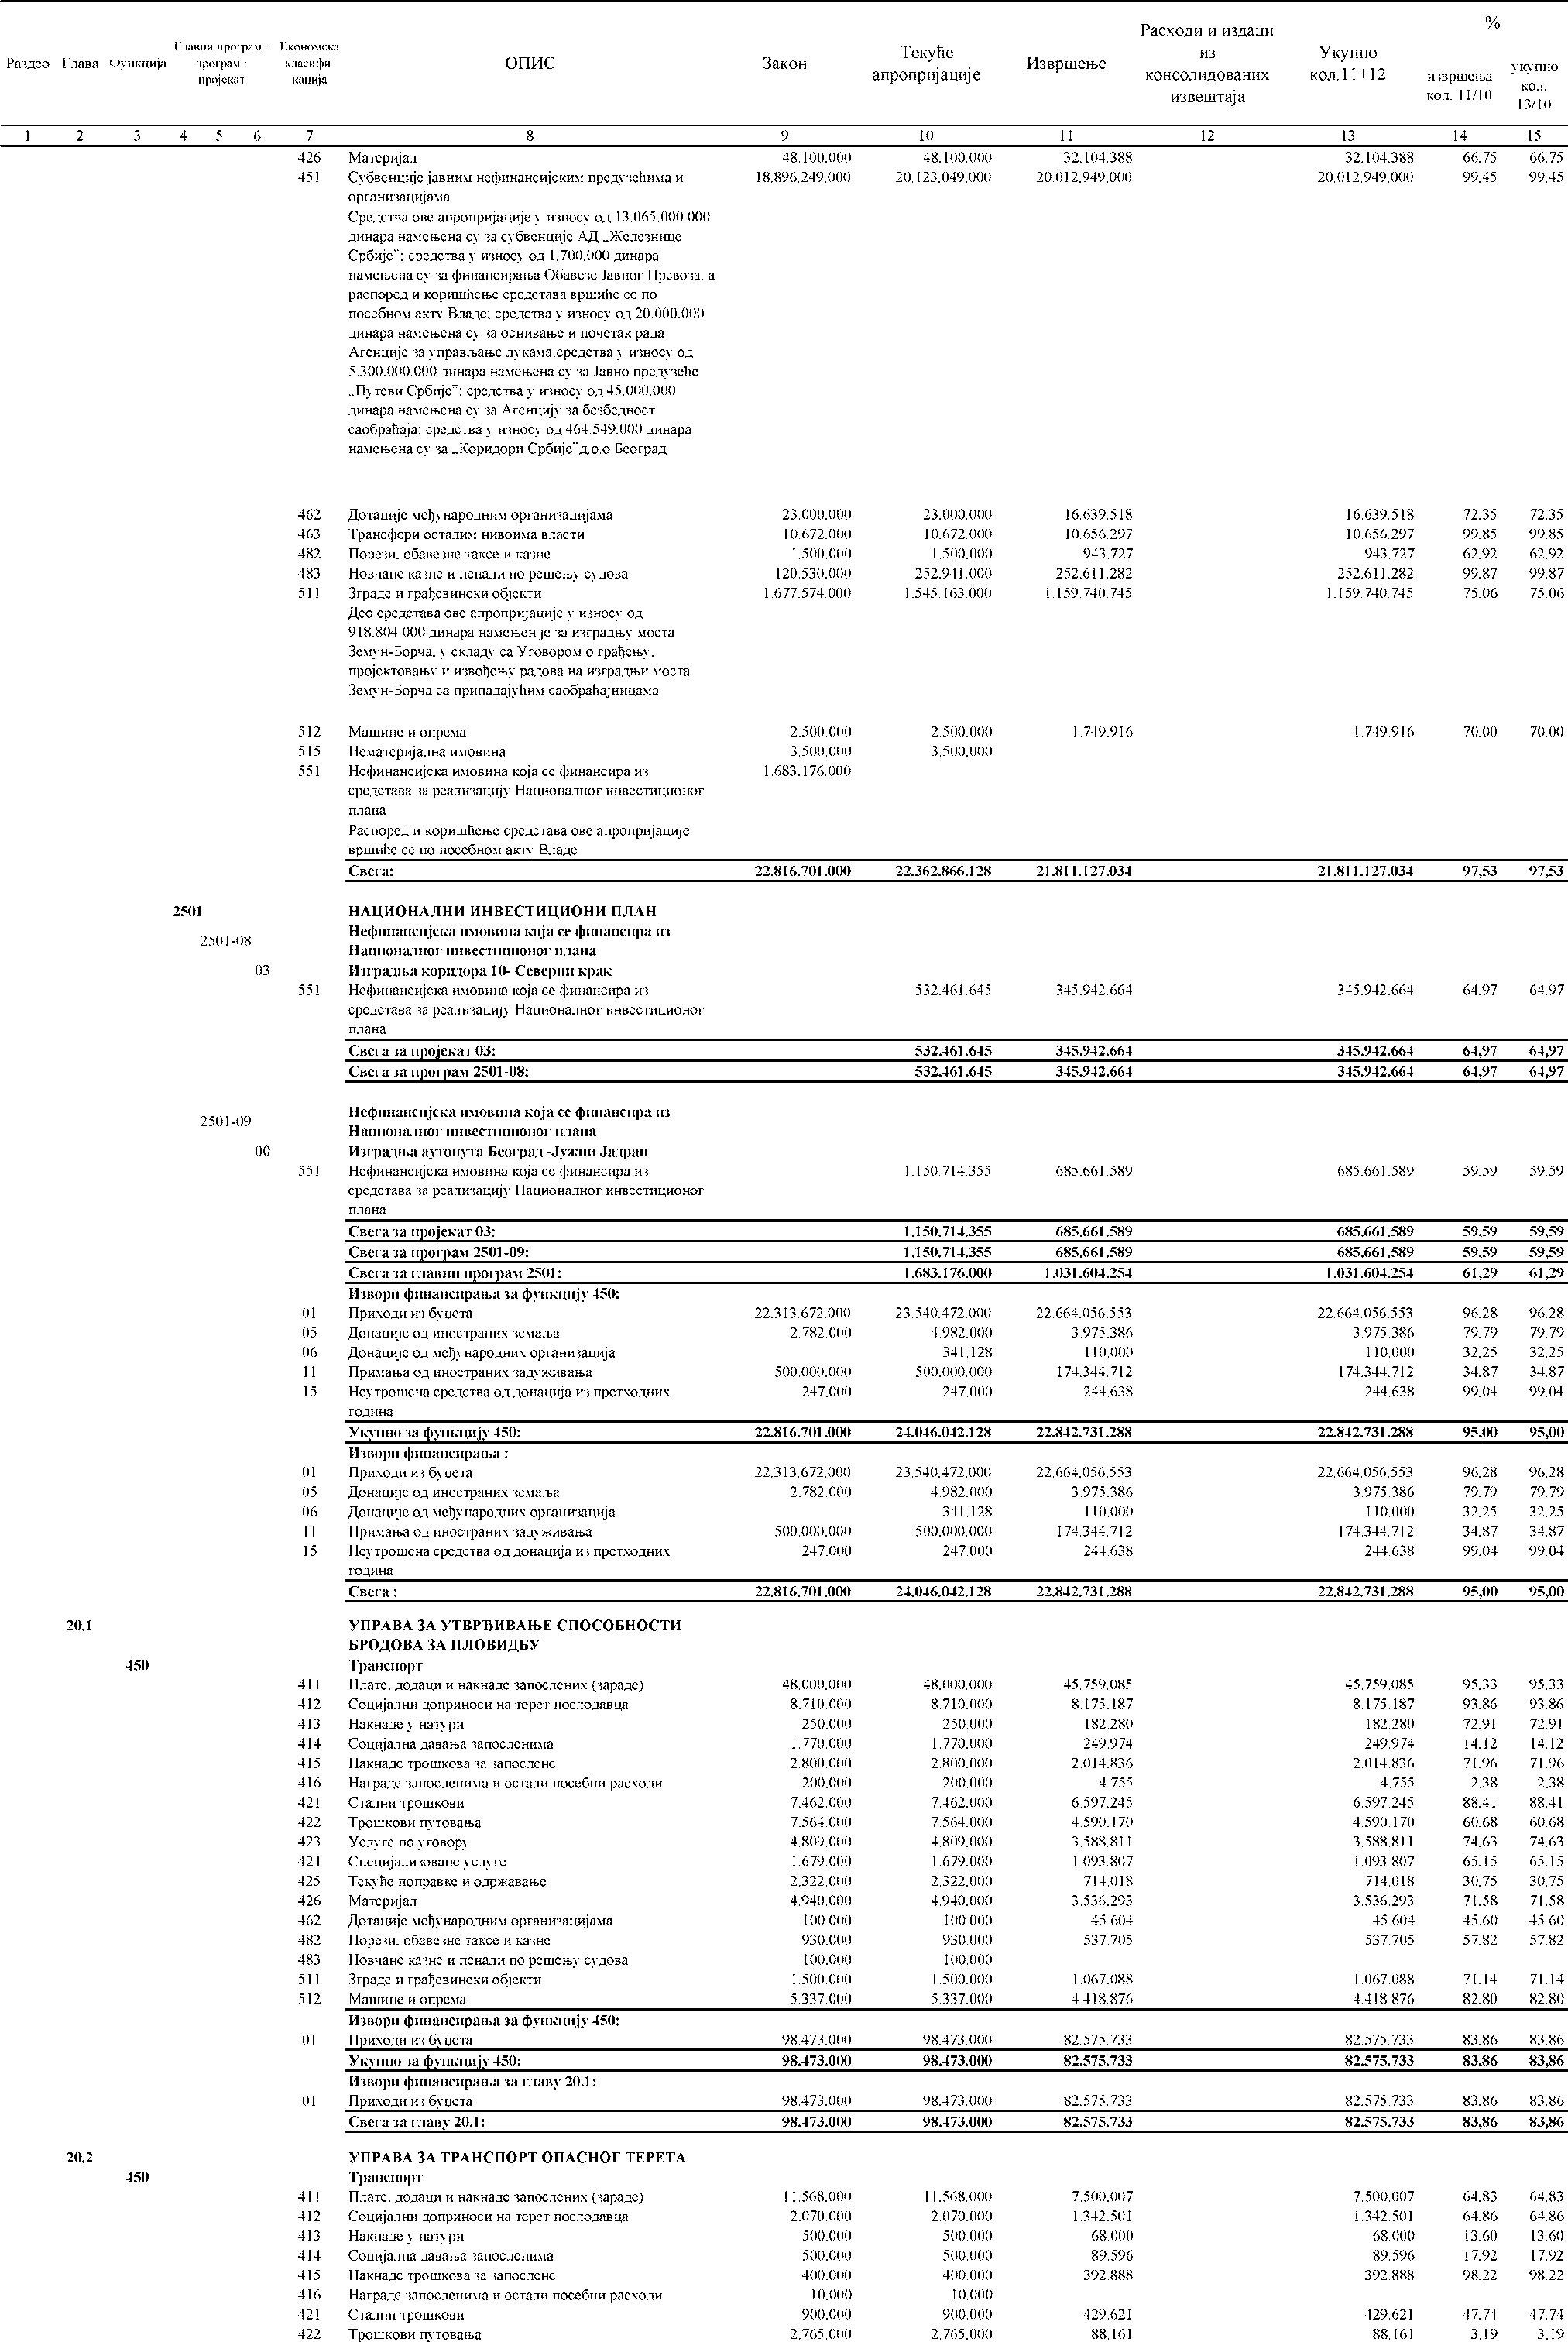 Раздео Глава Функција Главни програм - програм - пројекат Економска класифи-кација ОПИС Закон Текуће апропријације Извршење Расходи и издаци из консолидованих извештаја Укупно кол.11+12 % извршења кол. 11/10 укупно кол. 13/10
1 2 3 4 5 6 7 8 9 10 11 12 13 14 15
426 Материјал 48.100.000 48.100.000 32.104.388 32.104.388 66,75 66,75
451 Субвенције јавним нефинансијским предузећима и 18.896.249.000 20.123.049.000 20.012.949.000 20.012.949.000 99,45 99,45
организацијама
Средства ове апропријације у износу од 13.065.000.000
динара намењена су за субвенције АД „Железнице
Србије”; средства у износу од 1.700.000 динара
намењена су за финансирања Обавезе Јавног Превоза, а
распоред и коришћење средстава вршиће се по
посебном акту Владе; средства у износу од 20.000.000
динара намењена су за оснивање и почетак рада
Агенције за управљање лукама;средства у износу од
5.300.000.000 динара намењена су за Јавно предузеће
„Путеви Србије”; средства у износу од 45.000.000
динара намењена су за Агенцију за безбедност
саобраћаја; средства у износу од 464.549.000 динара
намењена су за „Коридори Србије”д.о.о Београд
462 Дотације међународним организацијама 23.000.000 23.000.000 16.639.518 16.639.518 72,35 72,35
463 Трансфери осталим нивоима власти 10.672.000 10.672.000 10.656.297 10.656.297 99,85 99,85
482 Порези, обавезне таксе и казне 1.500.000 1.500.000 943.727 943.727 62,92 62,92
483 Новчане казне и пенали по решењу судова 120.530.000 252.941.000 252.611.282 252.611.282 99,87 99,87
511 Зграде и грађевински објекти 1.677.574.000 1.545.163.000 1.159.740.745 1.159.740.745 75,06 75,06
Део средстава ове апропријације у износу од
918.804.000 динара намењен је за изградњу моста
Земун-Борча, у складу са Уговором о грађењу,
пројектовању и извођењу радова на изградњи моста
Земун-Борча са припадајућим саобраћајницама
512 Машине и опрема 2.500.000 2.500.000 1.749.916 1.749.916 70,00 70,00
515 Нематеријална имовина 3.500.000 3.500.000
551 Нефинансијска имовина која се финансира из 1.683.176.000
средстава за реализацију Националног инвестиционог
плана
Распоред и коришћење средстава ове апропријације
вршиће се по посебном акту Владе
Свега: 22.816.701.000 22.362.866.128 21.811.127.034 21.811.127.034 97,53 97,53
2501 НАЦИОНАЛНИ ИНВЕСТИЦИОНИ ПЛАН
2501-08 Нефинансијска имовина која се финансира из
Националног инвестиционог плана
03 Изградња коридора 10- Северни крак
551 Нефинансијска имовина која се финансира из 532.461.645 345.942.664 345.942.664 64,97 64,97
средстава за реализацију Националног инвестиционог
плана
Свега за пројекат 03: 532.461.645 345.942.664 345.942.664 64,97 64,97
Свега за програм 2501-08: 532.461.645 345.942.664 345.942.664 64,97 64,97
2501-09 Нефинансијска имовина која се финансира из
Националног инвестиционог плана
00 Изградња аутопута Београд -Јужни Јадран
551 Нефинансијска имовина која се финансира из 1.150.714.355 685.661.589 685.661.589 59,59 59,59
средстава за реализацију Националног инвестиционог
плана
Свега за пројекат 03: 1.150.714.355 685.661.589 685.661.589 59,59 59,59
Свега за програм 2501-09: 1.150.714.355 685.661.589 685.661.589 59,59 59,59
Свега за главни програм 2501: 1.683.176.000 1.031.604.254 1.031.604.254 61,29 61,29
Извори финансирања за функцију 450:
01 Приходи из буџета 22.313.672.000 23.540.472.000 22.664.056.553 22.664.056.553 96,28 96,28
05 Донације од иностраних земаља 2.782.000 4.982.000 3.975.386 3.975.386 79,79 79,79
06 Донације од међународних организација 341.128 110.000 110.000 32,25 32,25
11 Примања од иностраних задуживања 500.000.000 500.000.000 174.344.712 174.344.712 34,87 34,87
15 Неутрошена средства од донација из претходних 247.000 247.000 244.638 244.638 99,04 99,04
година
Укупно за функцију 450: 22.816.701.000 24.046.042.128 22.842.731.288 22.842.731.288 95,00 95,00
Извори финансирања :
01 Приходи из буџета 22.313.672.000 23.540.472.000 22.664.056.553 22.664.056.553 96,28 96,28
05 Донације од иностраних земаља 2.782.000 4.982.000 3.975.386 3.975.386 79,79 79,79
06 Донације од међународних организација 341.128 110.000 110.000 32,25 32,25
11 Примања од иностраних задуживања 500.000.000 500.000.000 174.344.712 174.344.712 34,87 34,87
15 Неутрошена средства од донација из претходних 247.000 247.000 244.638 244.638 99,04 99,04
година
Свега : 22.816.701.000 24.046.042.128 22.842.731.288 22.842.731.288 95,00 95,00
20.1 УПРАВА ЗА УТВРЂИВАЊЕ СПОСОБНОСТИ
БРОДОВА ЗА ПЛОВИДБУ
450 Транспорт
411 Плате, додаци и накнаде запослених (зараде) 48.000.000 48.000.000 45.759.085 45.759.085 95,33 95,33
412 Социјални доприноси на терет послодавца 8.710.000 8.710.000 8.175.187 8.175.187 93,86 93,86
413 Накнаде у натури 250.000 250.000 182.280 182.280 72,91 72,91
414 Социјална давања запосленима 1.770.000 1.770.000 249.974 249.974 14,12 14,12
415 Накнаде трошкова за запослене 2.800.000 2.800.000 2.014.836 2.014.836 71,96 71,96
416 Награде запосленима и остали посебни расходи 200.000 200.000 4.755 4.755 2,38 2,38
421 Стални трошкови 7.462.000 7.462.000 6.597.245 6.597.245 88,41 88,41
422 Трошкови путовања 7.564.000 7.564.000 4.590.170 4.590.170 60,68 60,68
423 Услуге по уговору 4.809.000 4.809.000 3.588.811 3.588.811 74,63 74,63
424 Специјализоване услуге 1.679.000 1.679.000 1.093.807 1.093.807 65,15 65,15
425 Текуће поправке и одржавање 2.322.000 2.322.000 714.018 714.018 30,75 30,75
426 Материјал 4.940.000 4.940.000 3.536.293 3.536.293 71,58 71,58
462 Дотације међународним организацијама 100.000 100.000 45.604 45.604 45,60 45,60
482 Порези, обавезне таксе и казне 930.000 930.000 537.705 537.705 57,82 57,82
483 Новчане казне и пенали по решењу судова 100.000 100.000
511 Зграде и грађевински објекти 1.500.000 1.500.000 1.067.088 1.067.088 71,14 71,14
512 Машине и опрема 5.337.000 5.337.000 4.418.876 4.418.876 82,80 82,80
Извори финансирања за функцију 450:
01 Приходи из буџета 98.473.000 98.473.000 82.575.733 82.575.733 83,86 83,86
Укупно за функцију 450: 98.473.000 98.473.000 82.575.733 82.575.733 83,86 83,86
Извори финансирања за главу 20.1:
01 Приходи из буџета 98.473.000 98.473.000 82.575.733 82.575.733 83,86 83,86
Свега за главу 20.1: 98.473.000 98.473.000 82.575.733 82.575.733 83,86 83,86
20.2 УПРАВА ЗА ТРАНСПОРТ ОПАСНОГ ТЕРЕТА
450 Транспорт
411 Плате, додаци и накнаде запослених (зараде) 11.568.000 11.568.000 7.500.007 7.500.007 64,83 64,83
412 Социјални доприноси на терет послодавца 2.070.000 2.070.000 1.342.501 1.342.501 64,86 64,86
413 Накнаде у натури 500.000 500.000 68.000 68.000 13,60 13,60
414 Социјална давања запосленима 500.000 500.000 89.596 89.596 17,92 17,92
415 Накнаде трошкова за запослене 400.000 400.000 392.888 392.888 98,22 98,22
416 Награде запосленима и остали посебни расходи 10.000 10.000
421 Стални трошкови 900.000 900.000 429.621 429.621 47,74 47,74
422 Трошкови путовања 2.765.000 2.765.000 88.161 88.161 3,19 3,19